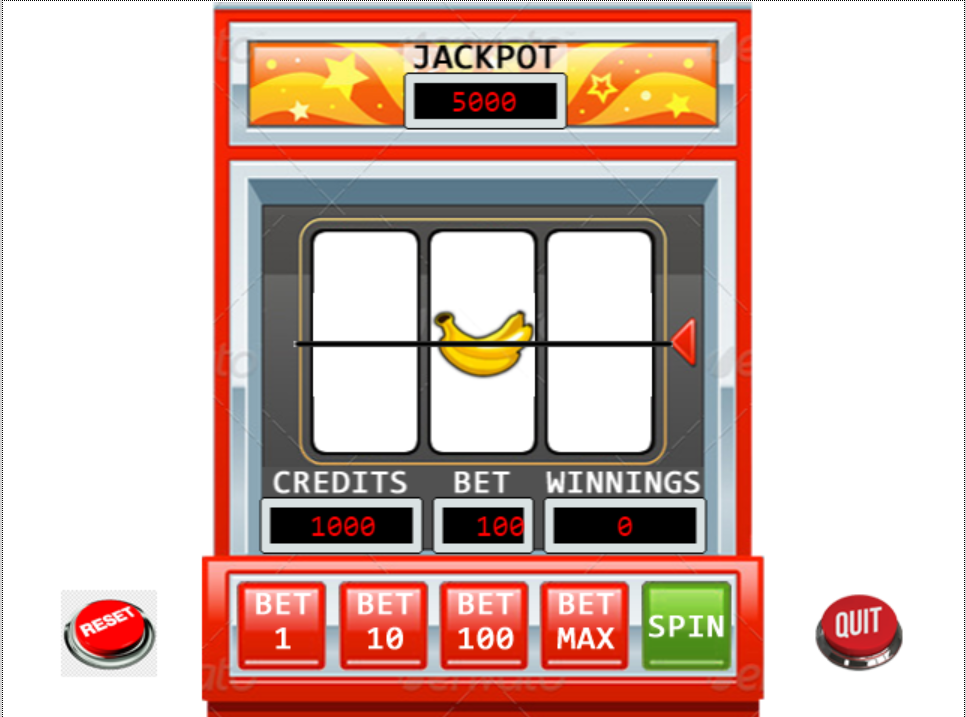 JACKPOT
5000
CREDITS BET WINNINGS
1000 100 0
BET
1
BET
10
BET
100
BET
MAX
SPIN
RESET
QUIT